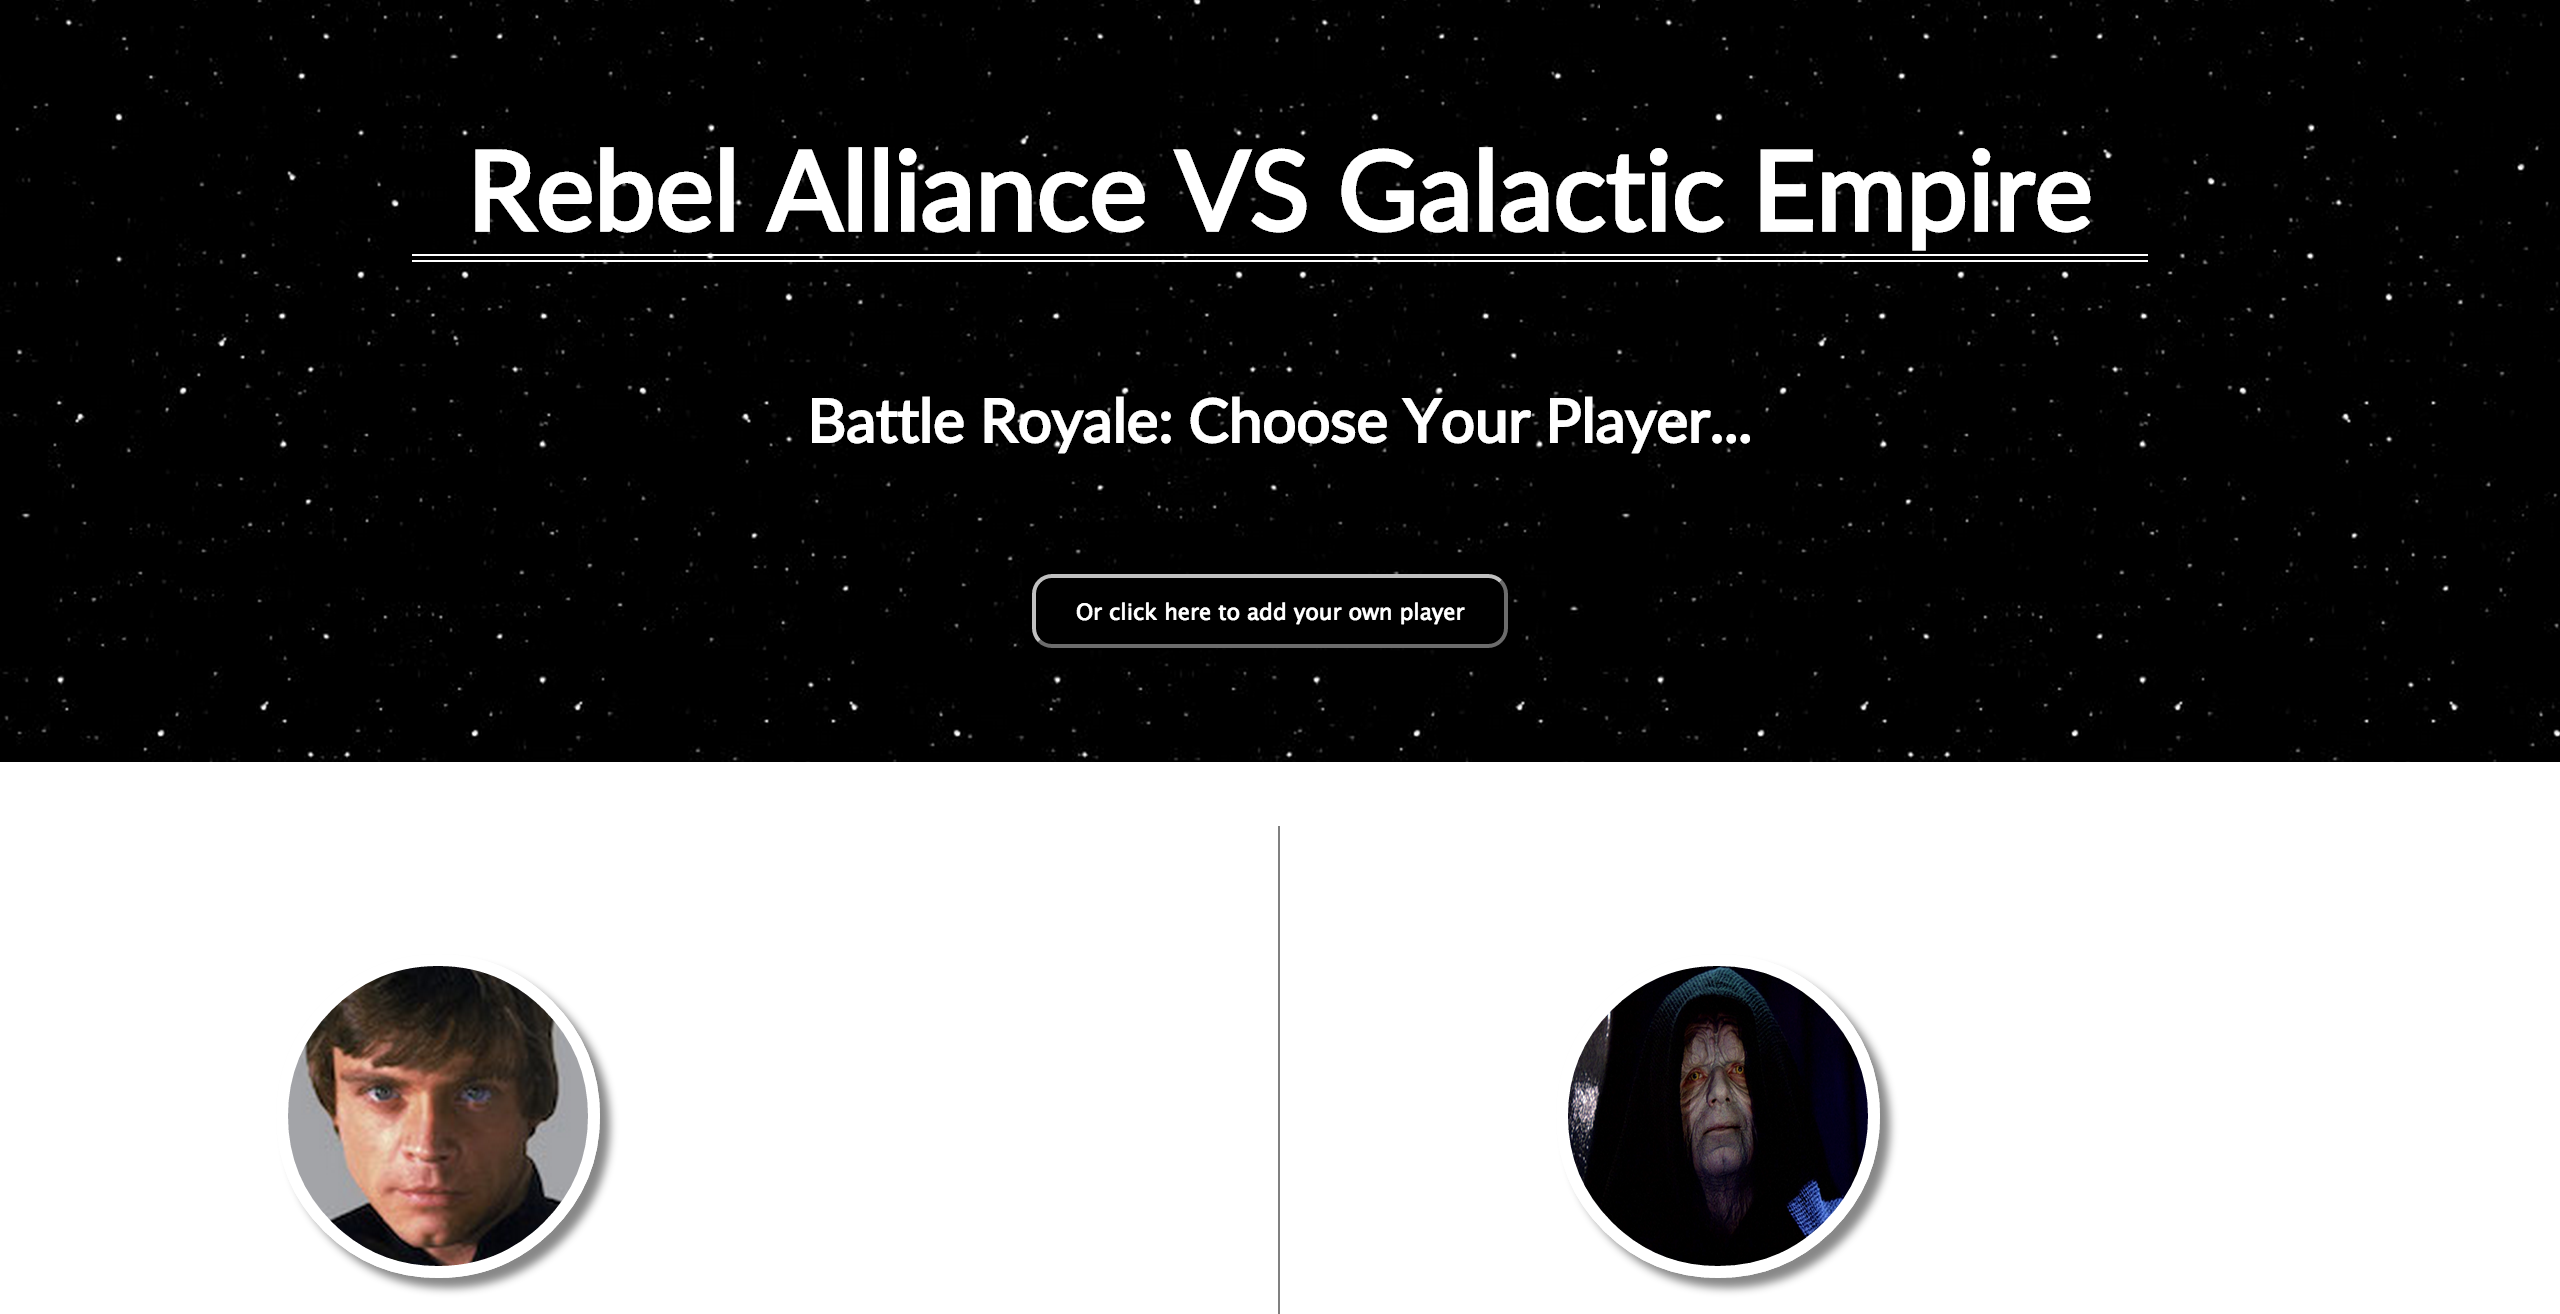 Rebel Alliance VS Galactic Empire
Battle Royale: Choose Your Player...
Or click here to add your own player